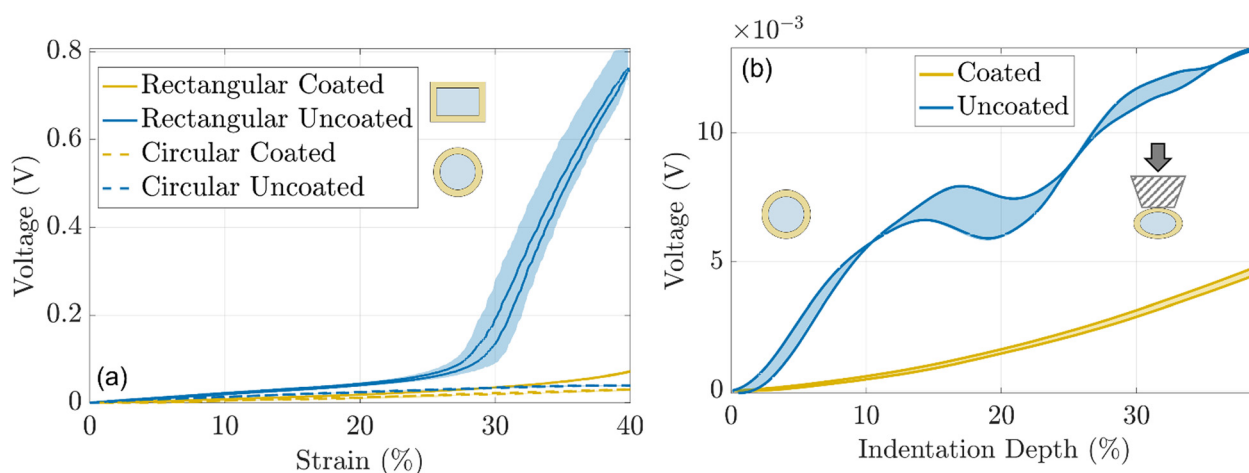 0.8
0.6
0.4
0.2
0
Voltage (V)
Rectangular Coated
Rectangular Uncoated
Circular Coated
Circular Uncoated
(a)
0 10 20 30 40
Strain (%)
×10⁻³
(b)
Coated
Uncoated
10
5
0
Voltage (V)
0 10 20 30
Indentation Depth (%)